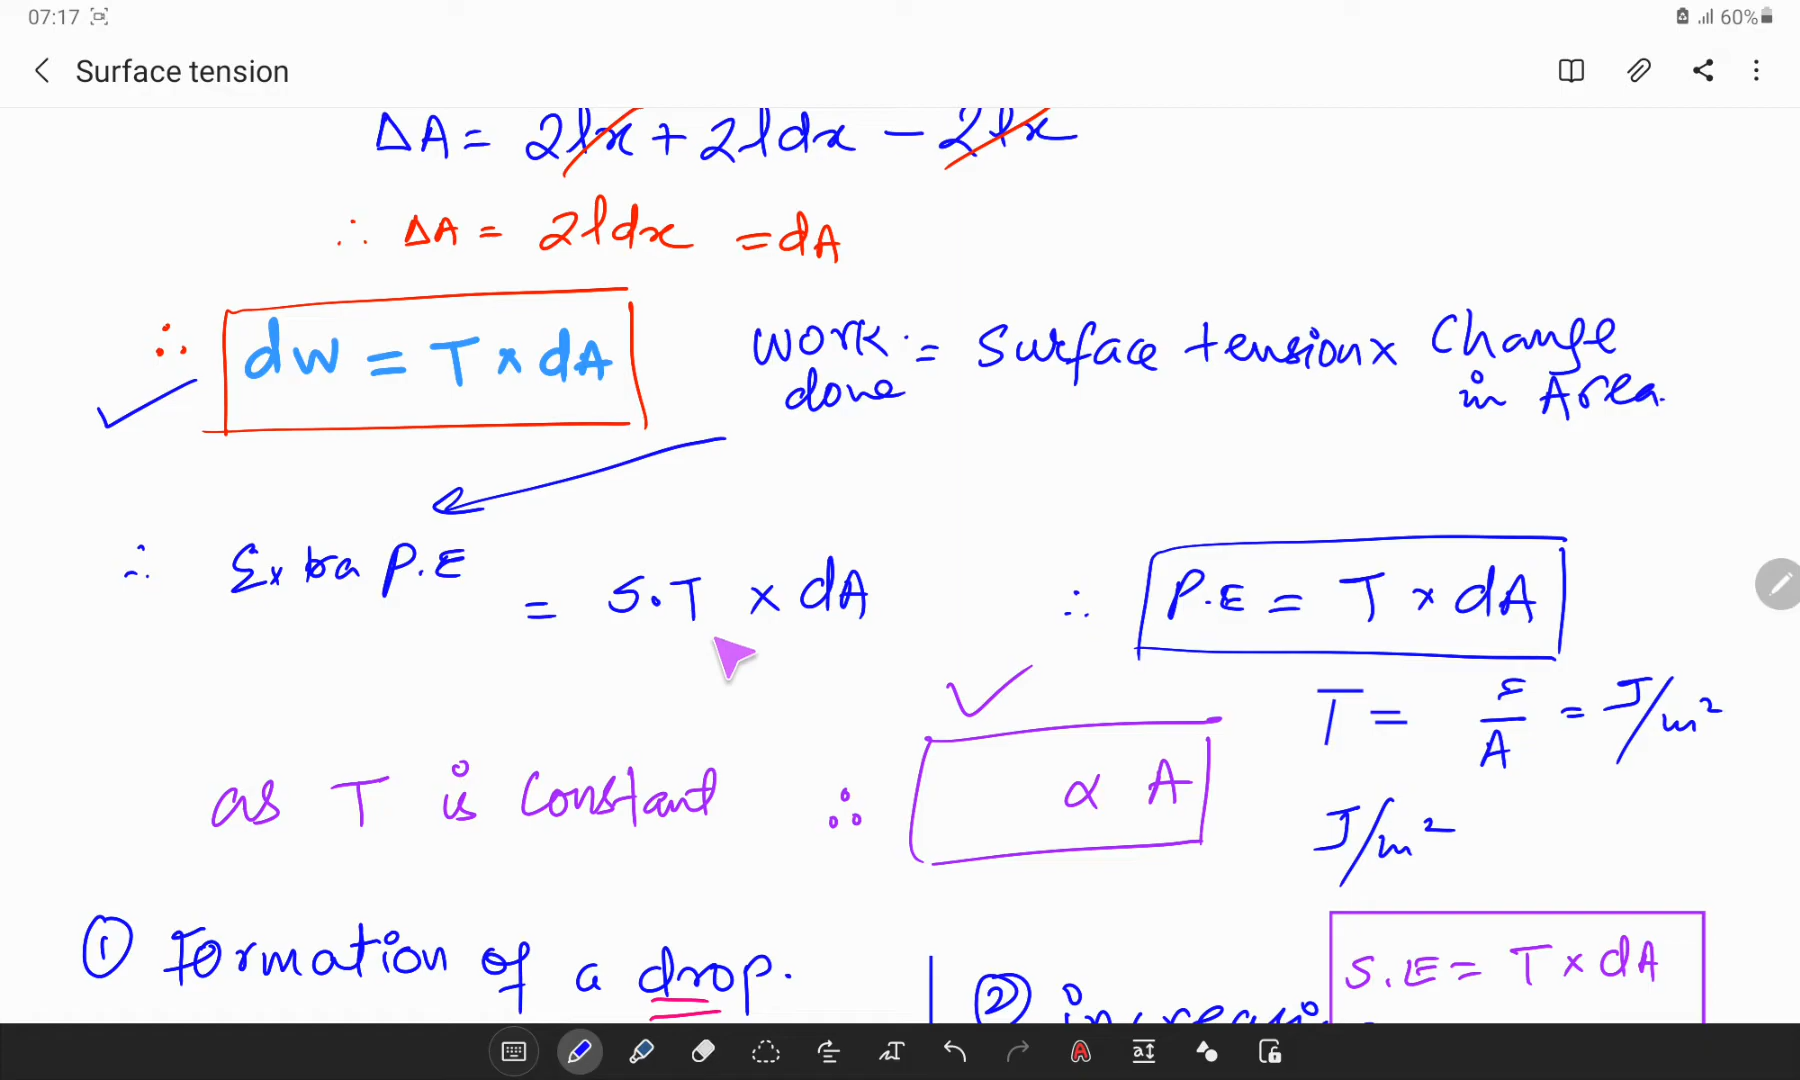 07:17
60%
Surface tension
ΔA = 2lx + 2ldx − 2lx
∴ ΔA = 2ldx = dA
∴ dW = T × dA
work done = Surface tension × Change in Area.
∴ Extra P.E = S.T × dA
∴ P.E = T × dA
T = E/A = J/m²
as T is Constant ∴ ∝ A
J/m²
① Formation of a drop.
②
S.E = T × dA